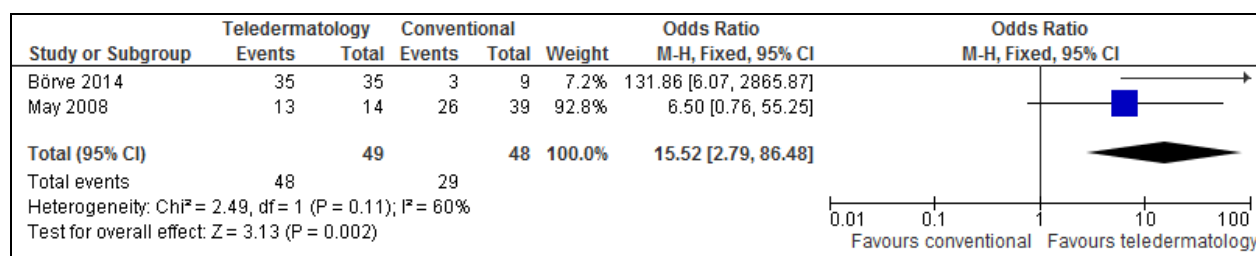 Teledermatology Conventional Odds Ratio Odds Ratio
Study or Subgroup Events Total Events Total Weight M-H, Fixed, 95% CI M-H, Fixed, 95% CI
Börve 2014 35 35 3 9 7.2% 131.86 [6.07, 2865.87]
May 2008 13 14 26 39 92.8% 6.50 [0.76, 55.25]
Total (95% CI) 49 48 100.0% 15.52 [2.79, 86.48]
Total events 48 29
Heterogeneity: Chi² = 2.49, df = 1 (P = 0.11); I² = 60%
Test for overall effect: Z = 3.13 (P = 0.002)
0.01 0.1 1 10 100
Favours conventional Favours teledermatology